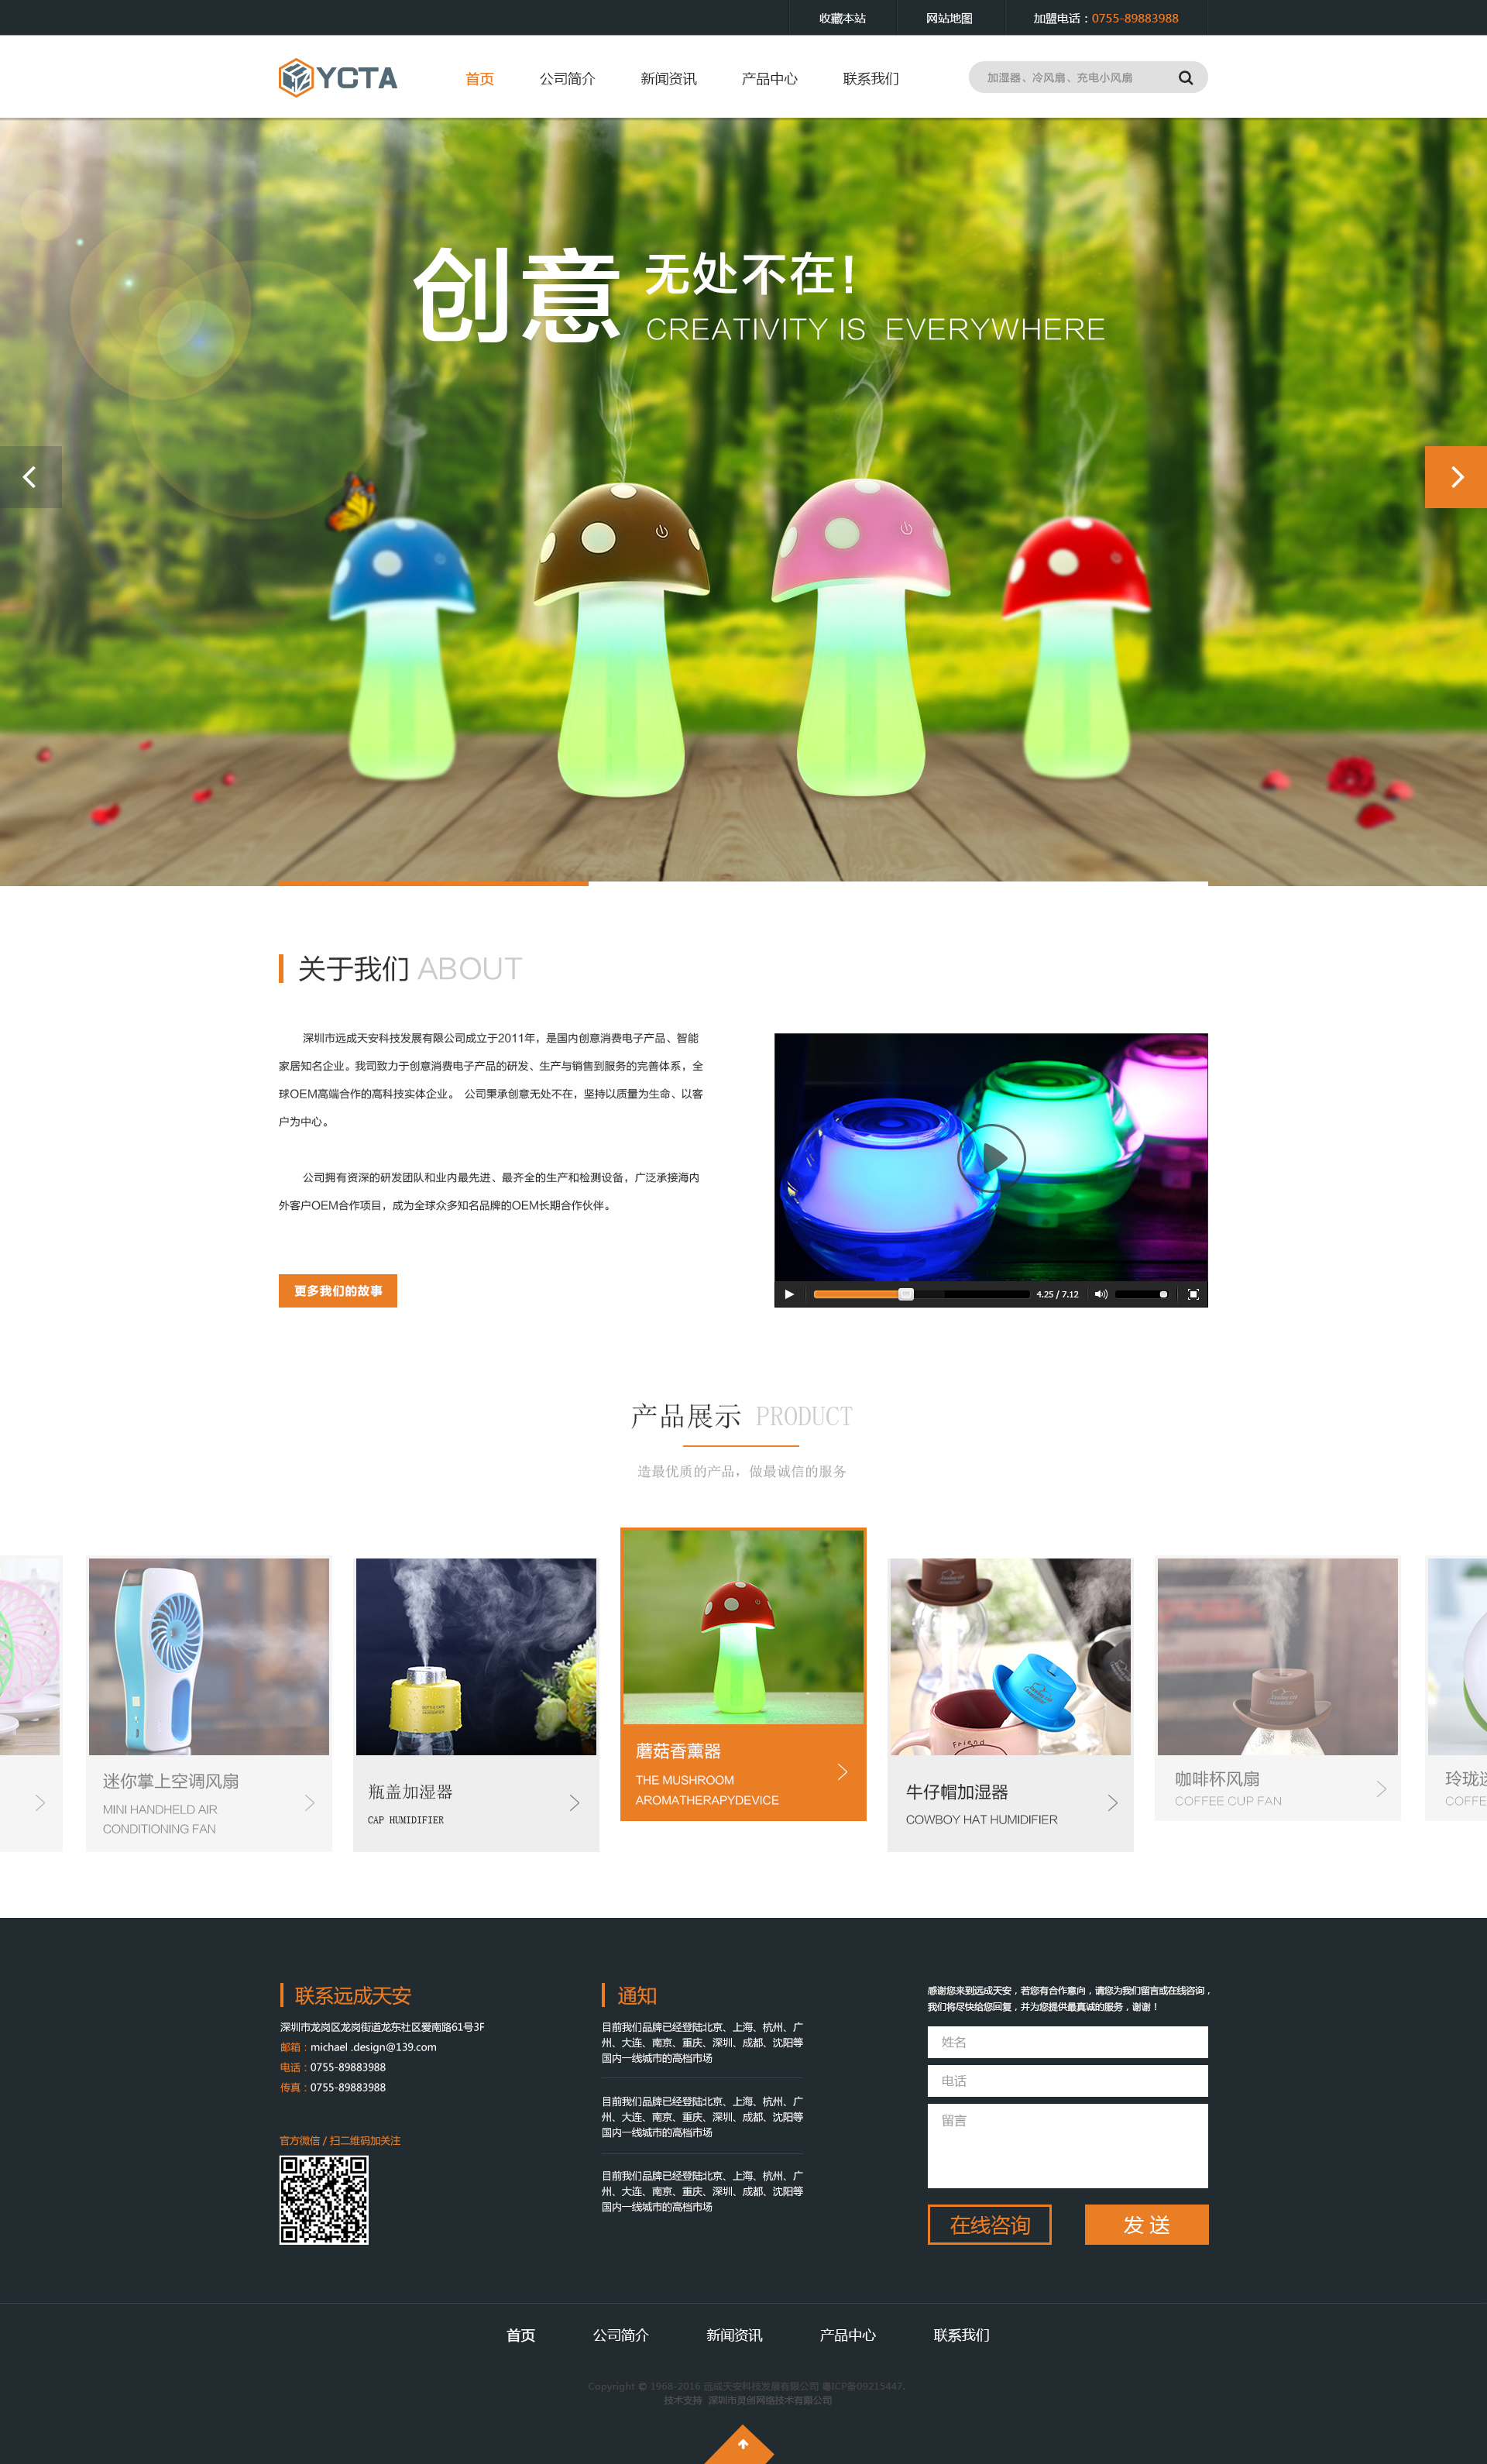 收藏本站
网站地图
加盟电话：0755-89883988
YCTA
首页
公司简介
新闻资讯
产品中心
联系我们
加湿器、冷风扇、充电小风扇
创意 无处不在！
CREATIVITY IS EVERYWHERE
关于我们 ABOUT
深圳市远成天安科技发展有限公司成立于2011年，是国内创意消费电子产品、智能
家居知名企业。我司致力于创意消费电子产品的研发、生产与销售到服务的完善体系，全
球OEM高端合作的高科技实体企业。 公司秉承创意无处不在，坚持以质量为生命、以客
户为中心。
公司拥有资深的研发团队和业内最先进、最齐全的生产和检测设备，广泛承接海内
外客户OEM合作项目，成为全球众多知名品牌的OEM长期合作伙伴。
更多我们的故事
4.25 / 7.12
产品展示 PRODUCT
造最优质的产品，做最诚信的服务
迷你掌上空调风扇
MINI HANDHELD AIR
CONDITIONING FAN
瓶盖加湿器
CAP HUMIDIFIER
蘑菇香薰器
THE MUSHROOM
AROMATHERAPYDEVICE
Friend
牛仔帽加湿器
COWBOY HAT HUMIDIFIER
咖啡杯风扇
COFFEE CUP FAN
玲珑
COFFE
联系远成天安
深圳市龙岗区龙岗街道龙东社区爱南路61号3F
邮箱：michael .design@139.com
电话：0755-89883988
传真：0755-89883988
官方微信 / 扫二维码加关注
通知
目前我们品牌已经登陆北京、上海、杭州、广
州、大连、南京、重庆、深圳、成都、沈阳等
国内一线城市的高档市场
目前我们品牌已经登陆北京、上海、杭州、广
州、大连、南京、重庆、深圳、成都、沈阳等
国内一线城市的高档市场
目前我们品牌已经登陆北京、上海、杭州、广
州、大连、南京、重庆、深圳、成都、沈阳等
国内一线城市的高档市场
感谢您来到远成天安，若您有合作意向，请您为我们留言或在线咨询，
我们将尽快给您回复，并为您提供最真诚的服务，谢谢！
姓名
电话
留言
在线咨询
发 送
首页
公司简介
新闻资讯
产品中心
联系我们
Copyright © 1968-2016 远成天安科技发展有限公司 粤ICP备09215447.
技术支持 深圳市灵创网络技术有限公司